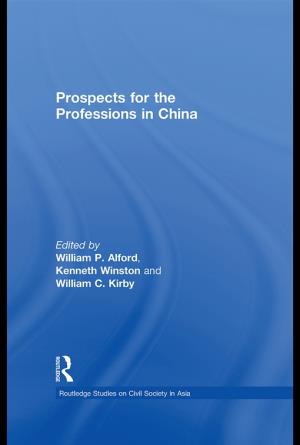 Prospects for the
Professions in China
Edited by
William P. Alford,
Kenneth Winston and
William C. Kirby
ROUTLEDGE
Routledge Studies on Civil Society in Asia